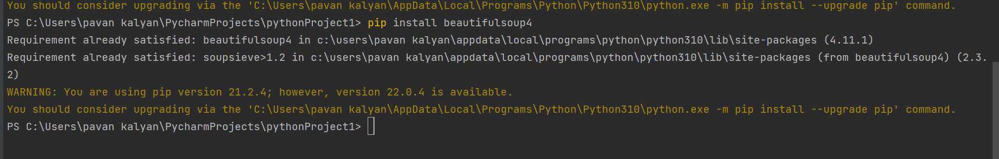 You should consider upgrading via the 'C:\Users\pavan kalyan\AppData\Local\Programs\Python\Python310\python.exe -m pip install --upgrade pip' command.
PS C:\Users\pavan kalyan\PycharmProjects\pythonProject1> pip install beautifulsoup4
Requirement already satisfied: beautifulsoup4 in c:\users\pavan kalyan\appdata\local\programs\python\python310\lib\site-packages (4.11.1)
Requirement already satisfied: soupsieve>1.2 in c:\users\pavan kalyan\appdata\local\programs\python\python310\lib\site-packages (from beautifulsoup4) (2.3.
2)
WARNING: You are using pip version 21.2.4; however, version 22.0.4 is available.
You should consider upgrading via the 'C:\Users\pavan kalyan\AppData\Local\Programs\Python\Python310\python.exe -m pip install --upgrade pip' command.
PS C:\Users\pavan kalyan\PycharmProjects\pythonProject1>